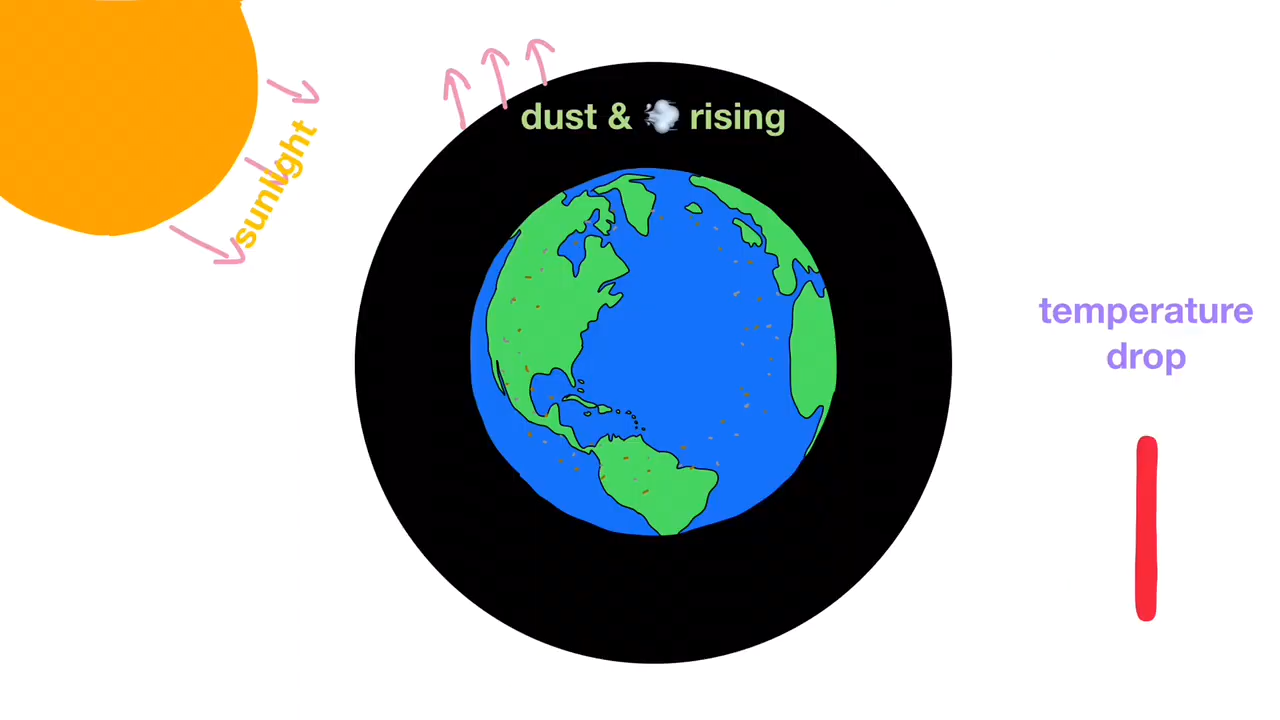 dust & 💨 rising
sunlight
temperature
drop